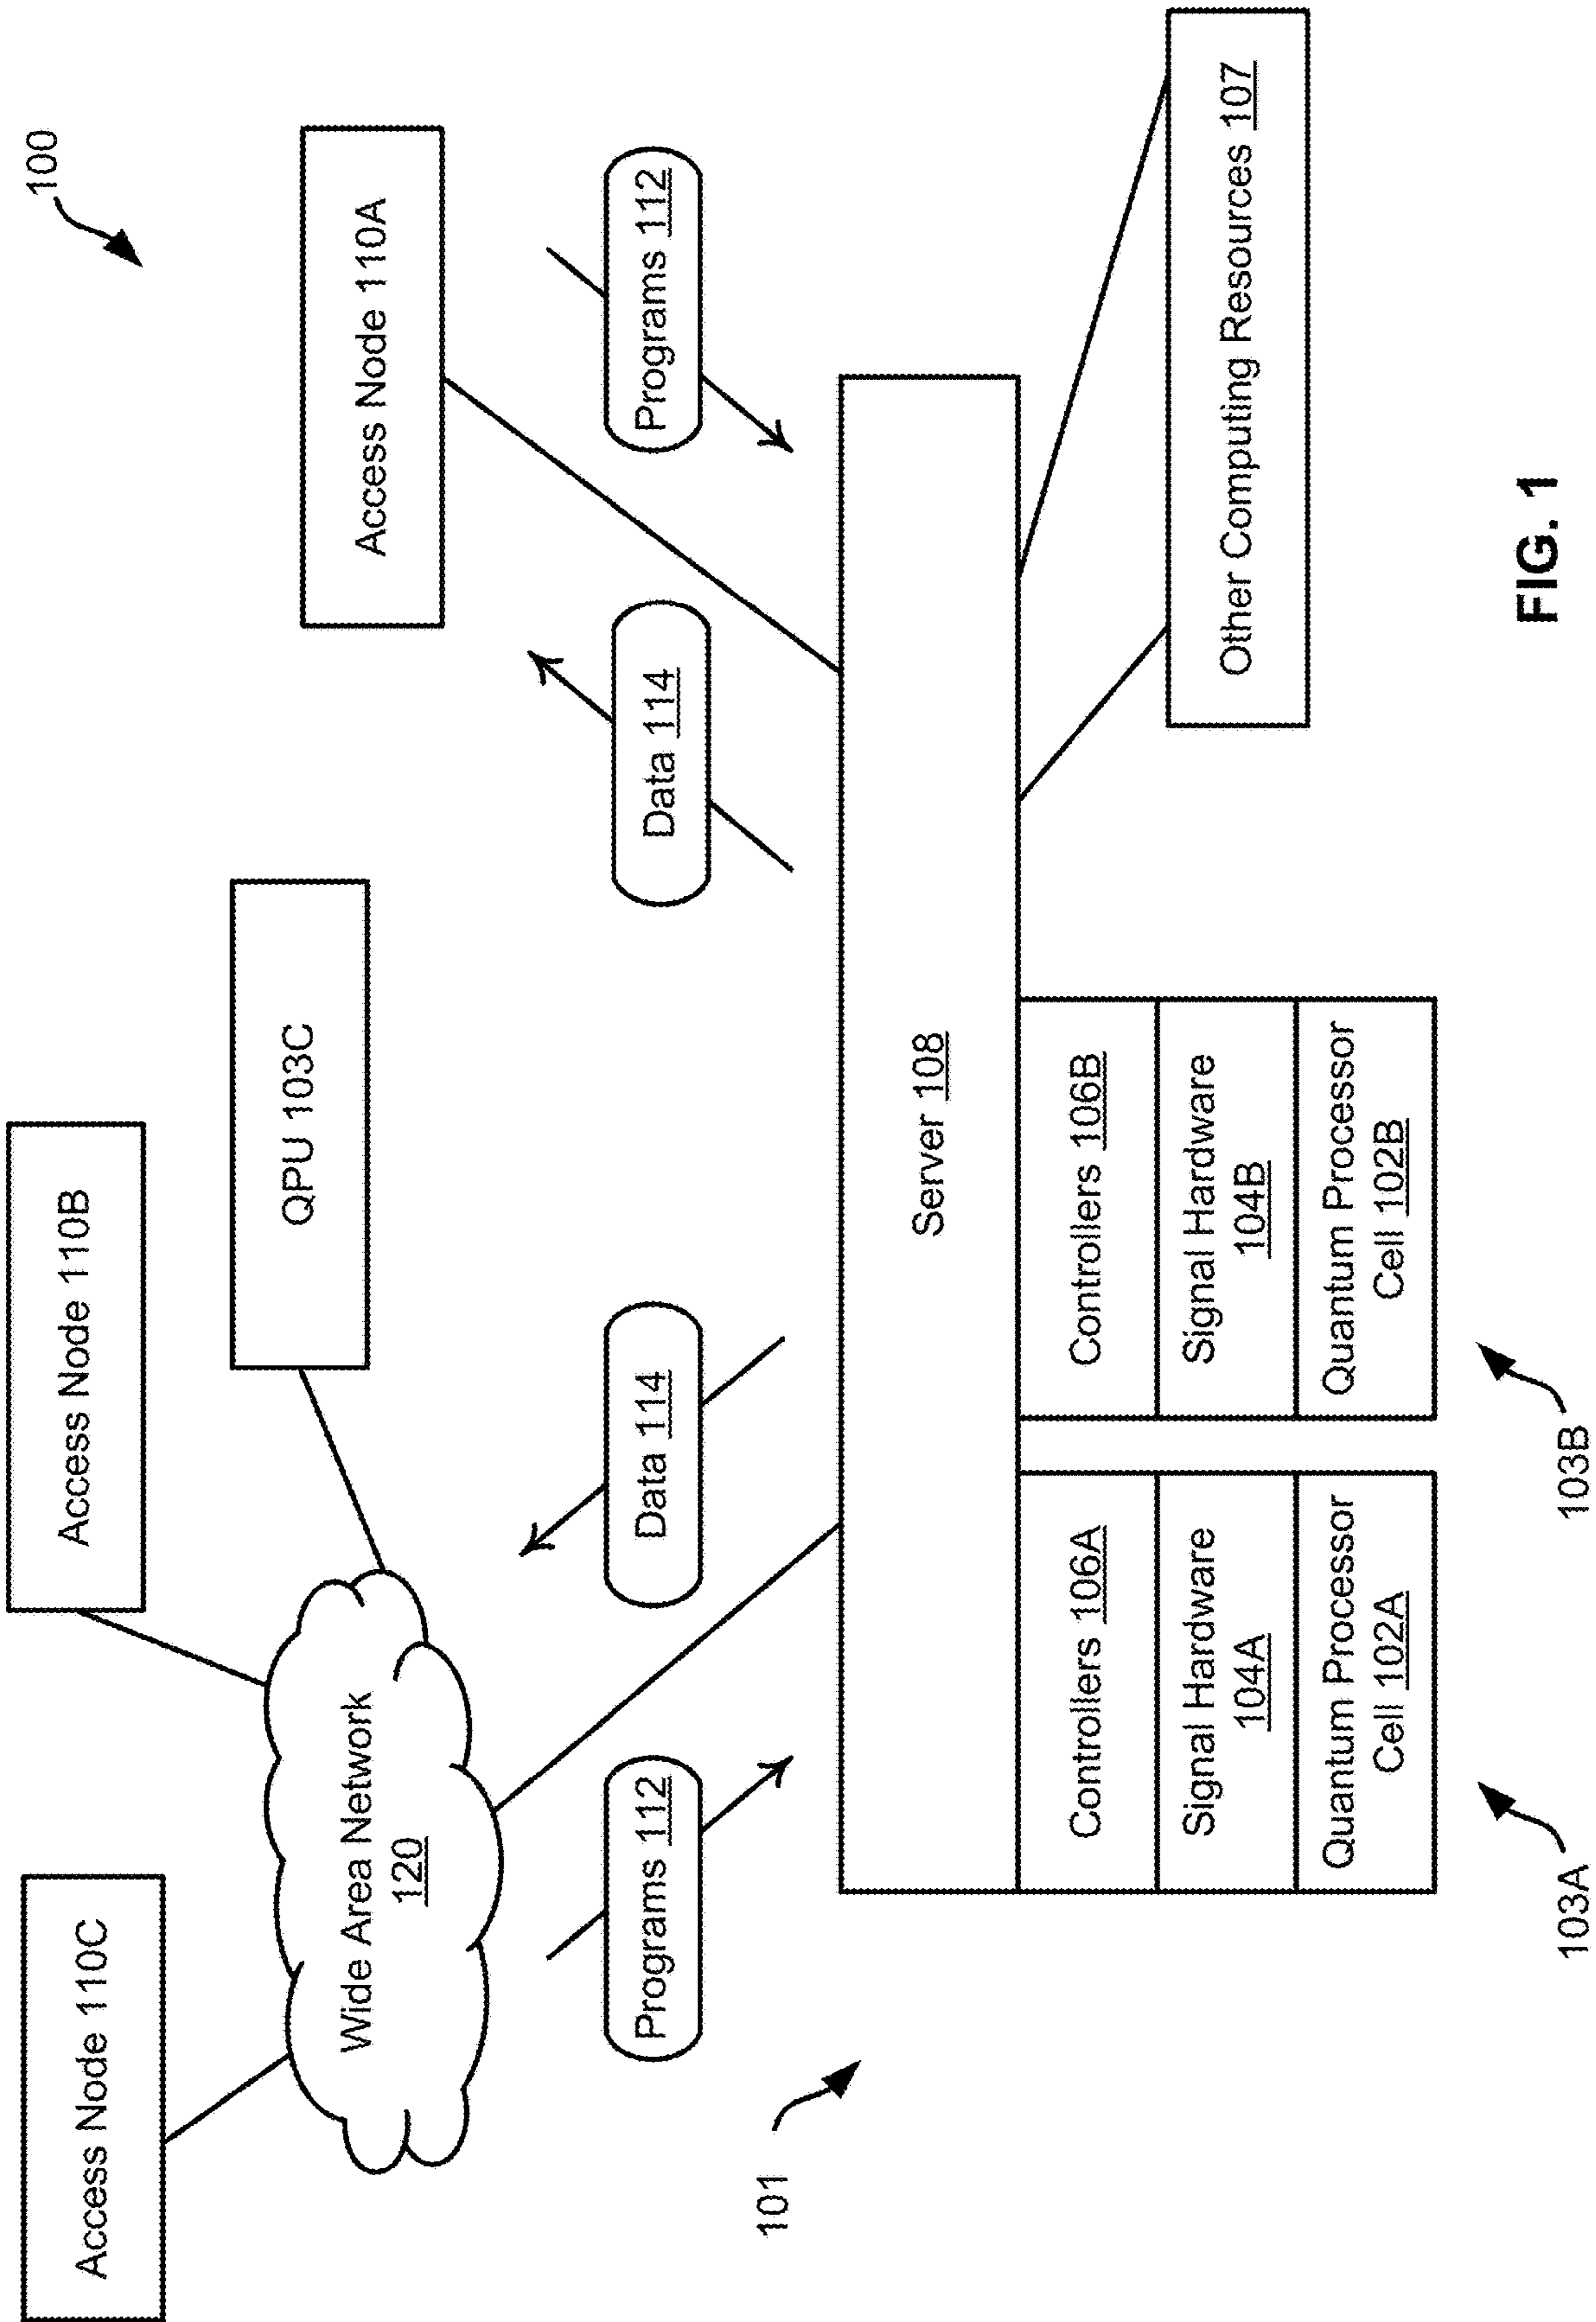 100
Access Node 110C
Access Node 110B
QPU 103C
Access Node 110A
Wide Area Network
120
Programs 112
Data 114
Data 114
Programs 112
101
Server 108
Controllers 106A
Signal Hardware
104A
Quantum Processor
Cell 102A
Controllers 106B
Signal Hardware
104B
Quantum Processor
Cell 102B
Other Computing Resources 107
103A
103B
FIG. 1